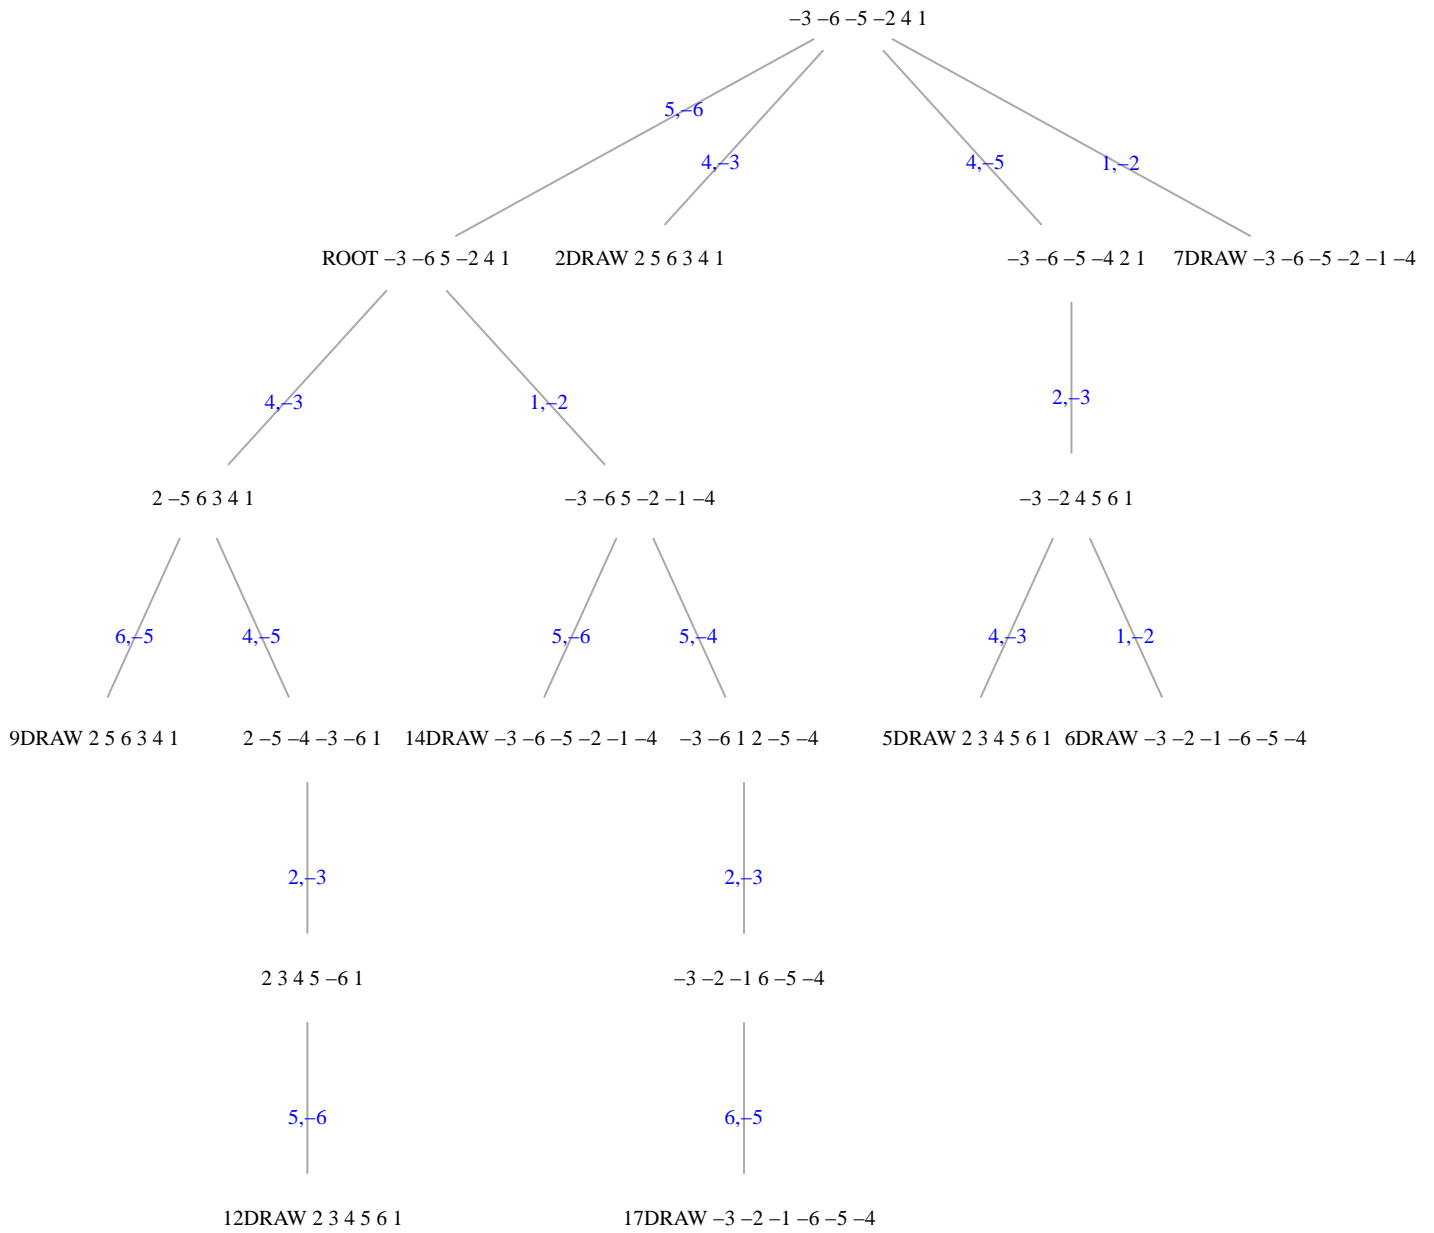 –3 –6 –5 –2 4 1
5,–6
4,–3
4,–5
1,–2
ROOT –3 –6 5 –2 4 1
2DRAW 2 5 6 3 4 1
–3 –6 –5 –4 2 1
7DRAW –3 –6 –5 –2 –1 –4
4,–3
1,–2
2,–3
2 –5 6 3 4 1
–3 –6 5 –2 –1 –4
–3 –2 4 5 6 1
6,–5
4,–5
5,–6
5,–4
4,–3
1,–2
9DRAW 2 5 6 3 4 1
2 –5 –4 –3 –6 1
14DRAW –3 –6 –5 –2 –1 –4
–3 –6 1 2 –5 –4
5DRAW 2 3 4 5 6 1
6DRAW –3 –2 –1 –6 –5 –4
2,–3
2,–3
2 3 4 5 –6 1
–3 –2 –1 6 –5 –4
5,–6
6,–5
12DRAW 2 3 4 5 6 1
17DRAW –3 –2 –1 –6 –5 –4